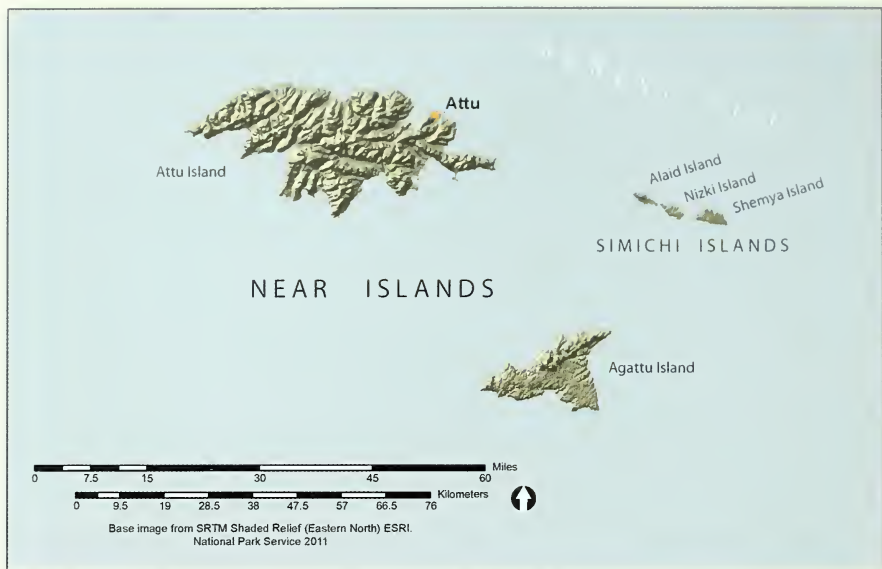 Attu
Attu Island
Alaid Island
Nizki Island
Shemya Island
SIMICHI ISLANDS
NEAR ISLANDS
Agattu Island
Miles
0 7.5 15 30 45 60
Kilometers
0 9.5 19 28.5 38 47.5 57 66.5 76
Base image from SRTM Shaded Relief (Eastern North) ESRI.
National Park Service 2011